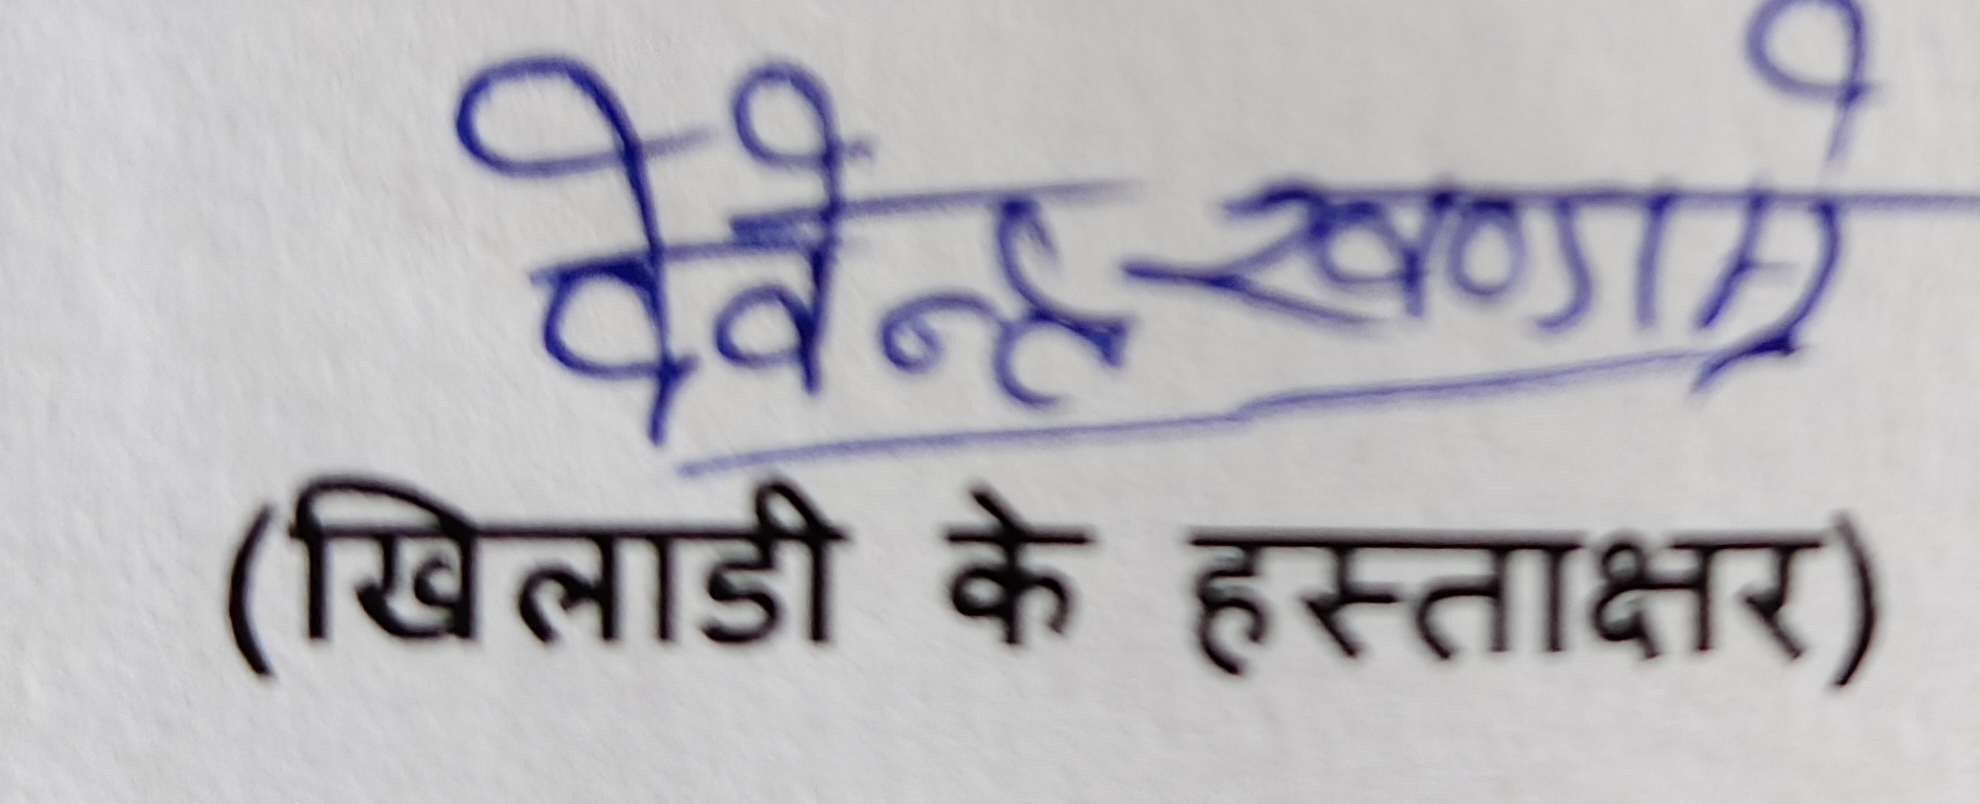 देवेन्द्र
(खिलाडी के हस्ताक्षर)